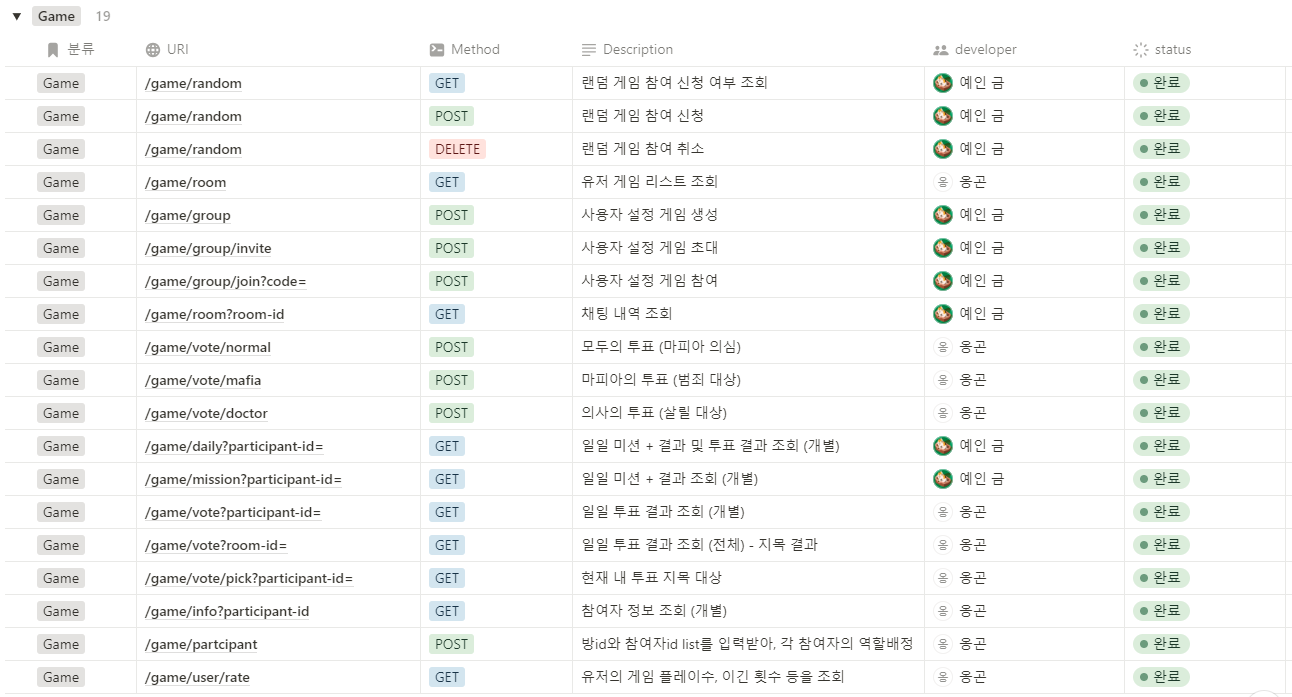 Game 19
분류 URI Method Description developer status
Game /game/random GET 랜덤 게임 참여 신청 여부 조회 예인 금 완료
Game /game/random POST 랜덤 게임 참여 신청 예인 금 완료
Game /game/random DELETE 랜덤 게임 참여 취소 예인 금 완료
Game /game/room GET 유저 게임 리스트 조회 웅 웅곤 완료
Game /game/group POST 사용자 설정 게임 생성 예인 금 완료
Game /game/group/invite POST 사용자 설정 게임 초대 예인 금 완료
Game /game/group/join?code= POST 사용자 설정 게임 참여 예인 금 완료
Game /game/room?room-id GET 채팅 내역 조회 예인 금 완료
Game /game/vote/normal POST 모두의 투표 (마피아 의심) 웅 웅곤 완료
Game /game/vote/mafia POST 마피아의 투표 (범죄 대상) 웅 웅곤 완료
Game /game/vote/doctor POST 의사의 투표 (살릴 대상) 웅 웅곤 완료
Game /game/daily?participant-id= GET 일일 미션 + 결과 및 투표 결과 조회 (개별) 예인 금 완료
Game /game/mission?participant-id= GET 일일 미션 + 결과 조회 (개별) 예인 금 완료
Game /game/vote?participant-id= GET 일일 투표 결과 조회 (개별) 웅 웅곤 완료
Game /game/vote?room-id= GET 일일 투표 결과 조회 (전체) - 지목 결과 웅 웅곤 완료
Game /game/vote/pick?participant-id= GET 현재 내 투표 지목 대상 웅 웅곤 완료
Game /game/info?participant-id GET 참여자 정보 조회 (개별) 웅 웅곤 완료
Game /game/partcipant POST 방id와 참여자id list를 입력받아, 각 참여자의 역할배정 웅 웅곤 완료
Game /game/user/rate GET 유저의 게임 플레이수, 이긴 횟수 등을 조회 웅 웅곤 완료